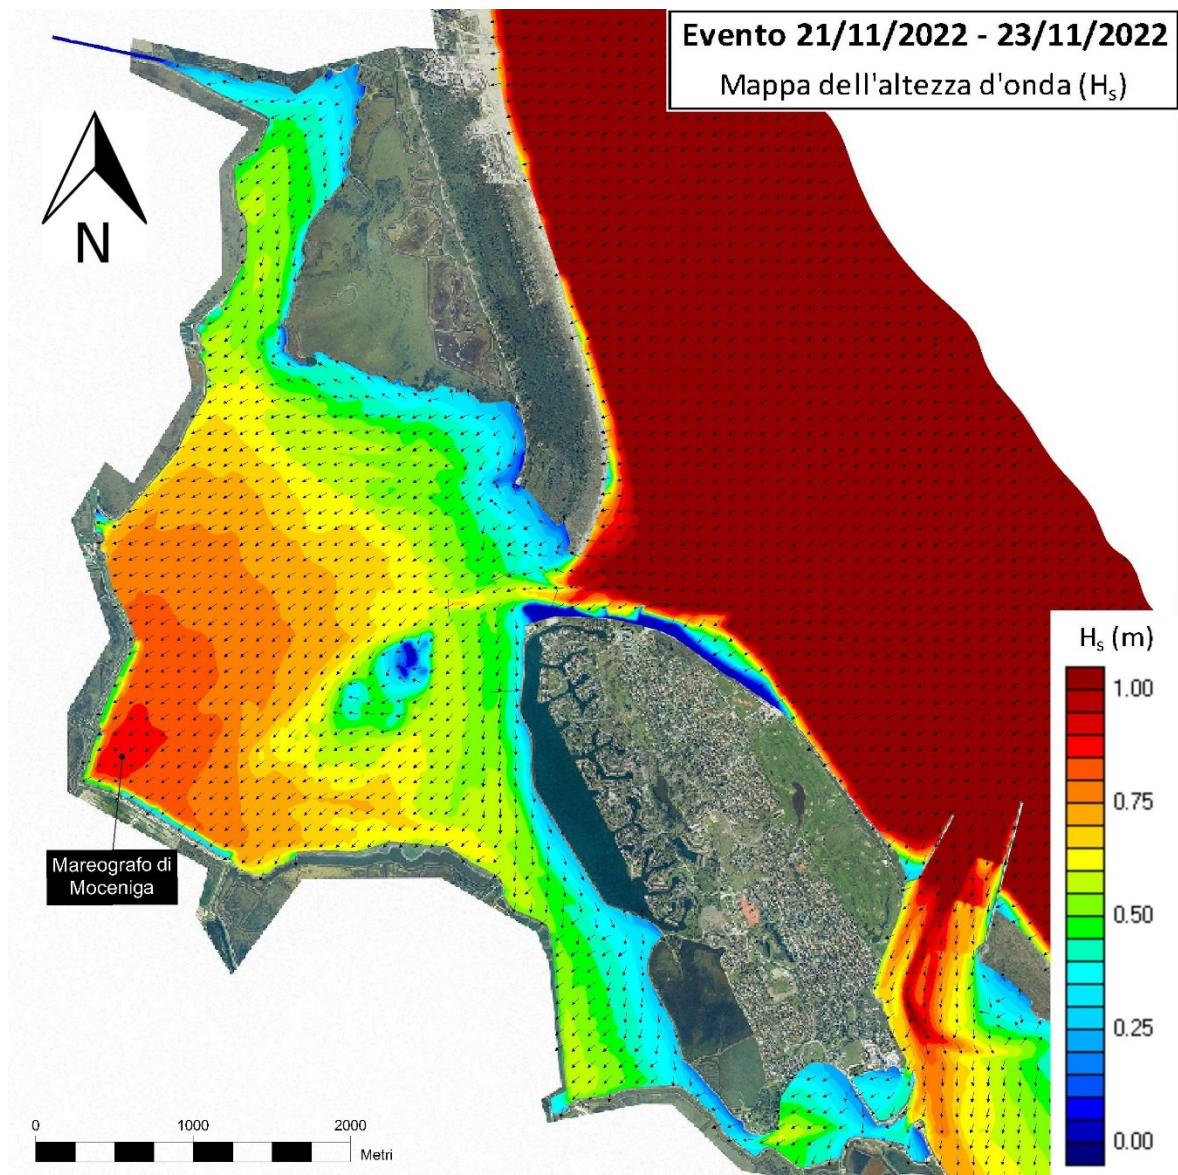 Evento 21/11/2022 - 23/11/2022
Mappa dell'altezza d'onda (Hₛ)
N
Hₛ (m)
1.00
0.75
0.50
0.25
0.00
Mareografo di
Moceniga
0 1000 2000
Metri